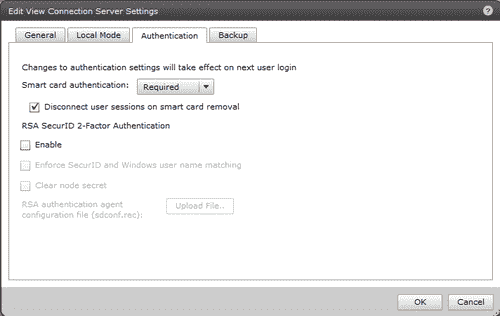 Edit View Connection Server Settings
?
General Local Mode Authentication Backup
Changes to authentication settings will take effect on next user login
Smart card authentication: Required
Disconnect user sessions on smart card removal
RSA SecurID 2-Factor Authentication
Enable
Enforce SecurID and Windows user name matching
Clear node secret
RSA authentication agent
configuration file (sdconf.rec): Upload File..
OK Cancel